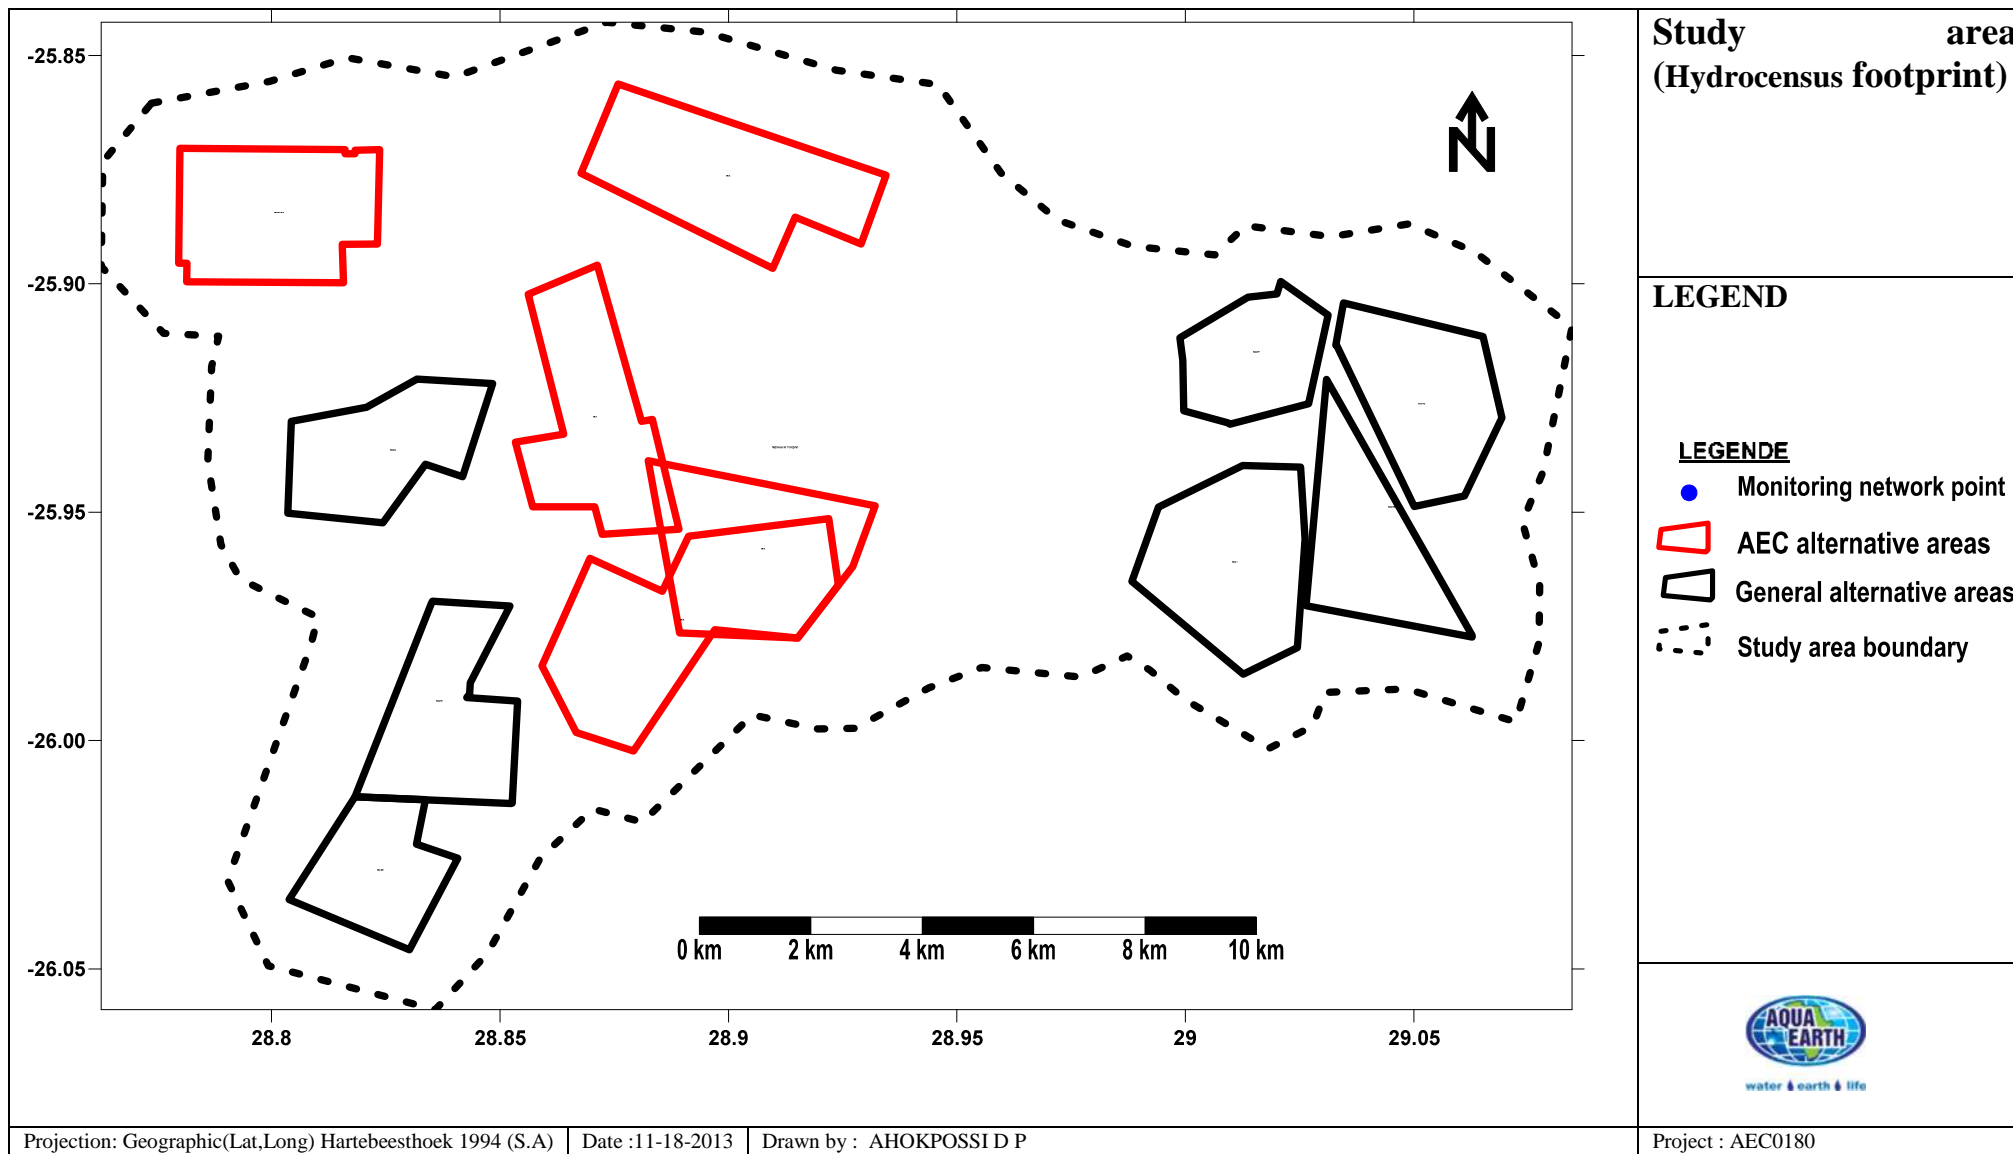 Study area
(Hydrocensus footprint)
-25.85
-25.90
-25.95
-26.00
-26.05
28.8
28.85
28.9
28.95
29
29.05
N
0 km 2 km 4 km 6 km 8 km 10 km
LEGEND
LEGENDE
Monitoring network point
AEC alternative areas
General alternative areas
Study area boundary
AQUA
EARTH
water earth life
Projection: Geographic(Lat,Long) Hartebeesthoek 1994 (S.A) Date :11-18-2013 Drawn by : AHOKPOSSI D P Project : AEC0180